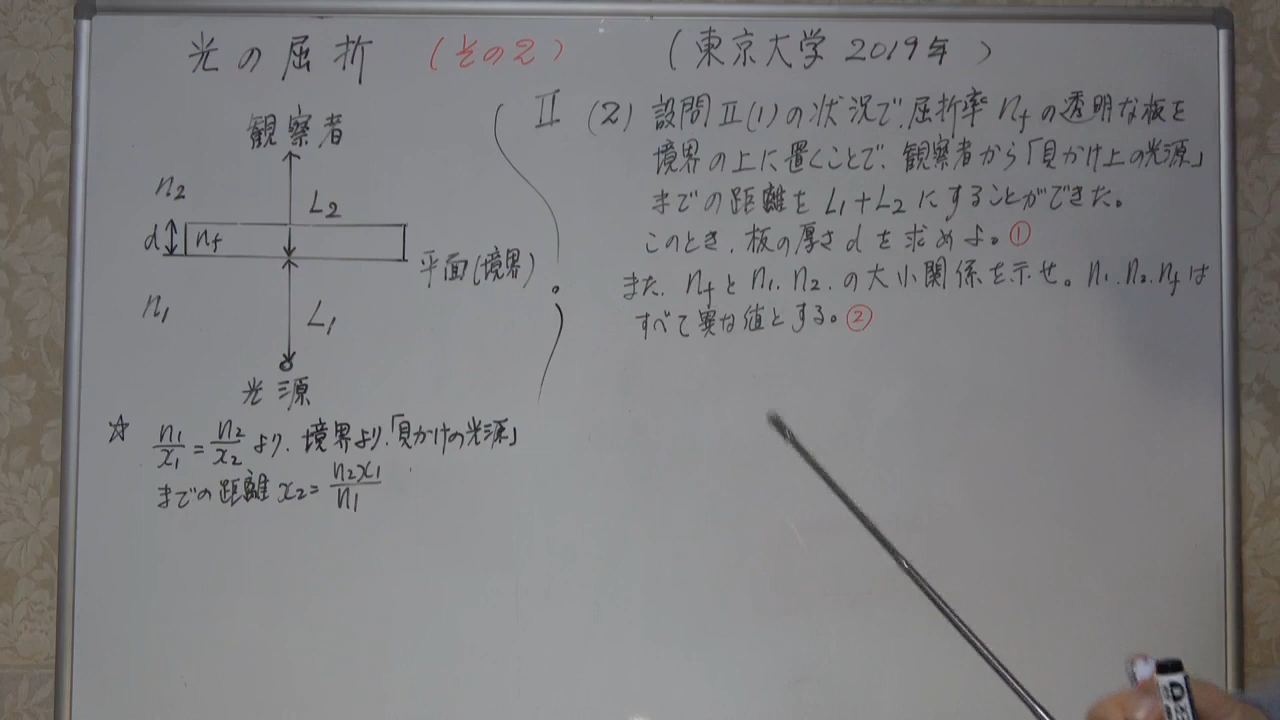 光の屈折 (その2) (東京大学 2019年)
観察者
n2
L2
d
nf
平面(境界)
n1
L1
光源
☆ n1/x1 = n2/x2 より、境界より、「見かけの光源」
までの距離 x2 = n2x1/n1
II (2) 設問II(1)の状況で、屈折率 nf の透明な板を
境界の上に置くことで、観察者から「見かけ上の光源」
までの距離を L1+L2 にすることができた。
このとき、板の厚さ d を求めよ。①
また、nf と n1、n2、の大小関係を示せ。n1、n2、nf は
すべて異な値とする。②